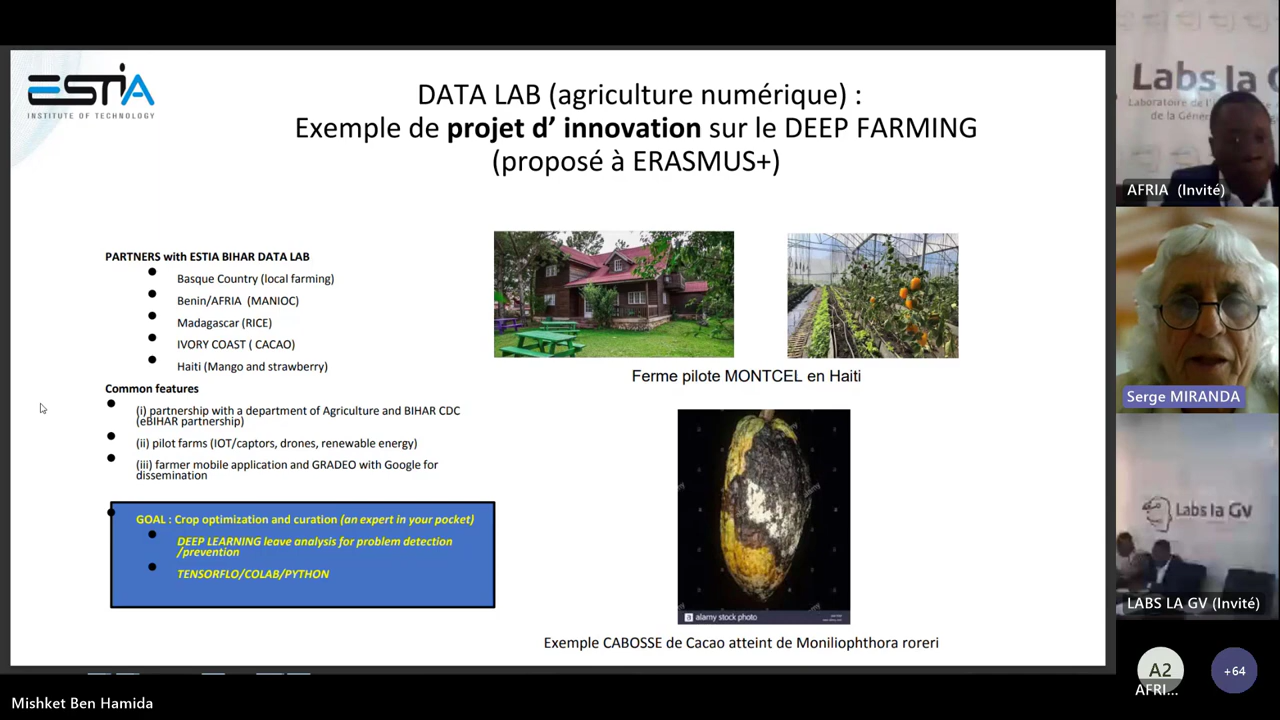 ESTIA
INSTITUTE OF TECHNOLOGY
DATA LAB (agriculture numérique) :
Exemple de projet d’ innovation sur le DEEP FARMING
(proposé à ERASMUS+)
PARTNERS with ESTIA BIHAR DATA LAB
Basque Country (local farming)
Benin/AFRIA (MANIOC)
Madagascar (RICE)
IVORY COAST ( CACAO)
Haiti (Mango and strawberry)
Common features
(i) partnership with a department of Agriculture and BIHAR CDC
(eBIHAR partnership)
(ii) pilot farms (IOT/captors, drones, renewable energy)
(iii) farmer mobile application and GRADEO with Google for
dissemination
GOAL : Crop optimization and curation (an expert in your pocket)
DEEP LEARNING leave analysis for problem detection
/prevention
TENSORFLO/COLAB/PYTHON
Ferme pilote MONTCEL en Haiti
alamy stock photo
Exemple CABOSSE de Cacao atteint de Moniliophthora roreri
Labs la G
Laboratoire de l'
de la Géné
AFRIA (Invité)
Serge MIRANDA
Labs la GV
LABS LA GV (Invité)
A2
AFRI...
+64
Mishket Ben Hamida